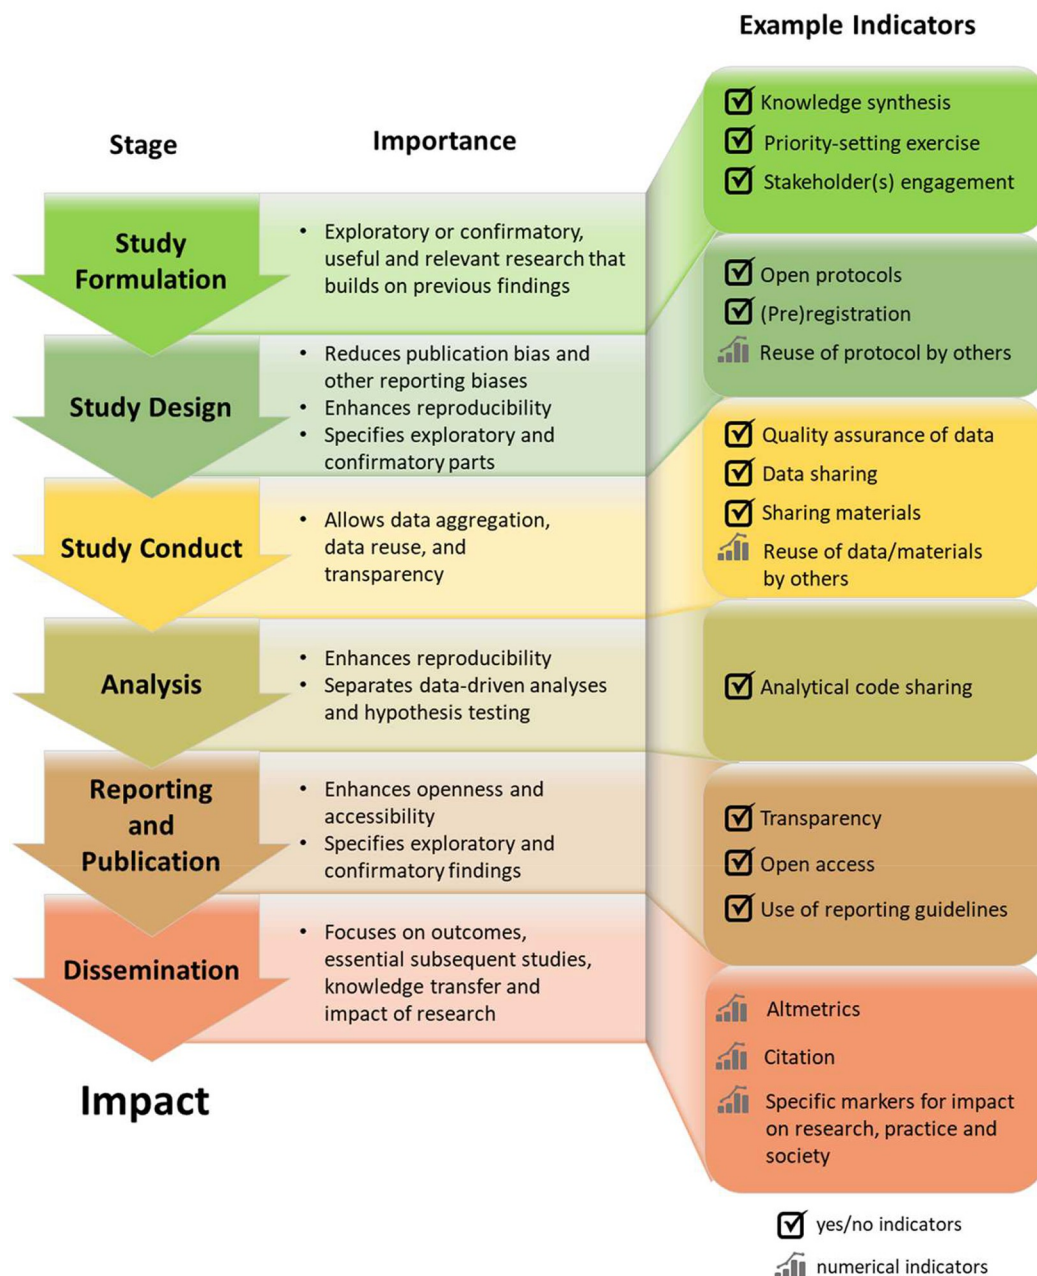 Example Indicators
Stage
Importance
Study
Formulation
• Exploratory or confirmatory,
useful and relevant research that
builds on previous findings
Knowledge synthesis
Priority-setting exercise
Stakeholder(s) engagement
Study Design
• Reduces publication bias and
other reporting biases
• Enhances reproducibility
• Specifies exploratory and
confirmatory parts
Open protocols
(Pre)registration
Reuse of protocol by others
Study Conduct
• Allows data aggregation,
data reuse, and
transparency
Quality assurance of data
Data sharing
Sharing materials
Reuse of data/materials
by others
Analysis
• Enhances reproducibility
• Separates data-driven analyses
and hypothesis testing
Analytical code sharing
Reporting
and
Publication
• Enhances openness and
accessibility
• Specifies exploratory and
confirmatory findings
Transparency
Open access
Use of reporting guidelines
Dissemination
• Focuses on outcomes,
essential subsequent studies,
knowledge transfer and
impact of research
Altmetrics
Citation
Specific markers for impact
on research, practice and
society
Impact
yes/no indicators
numerical indicators